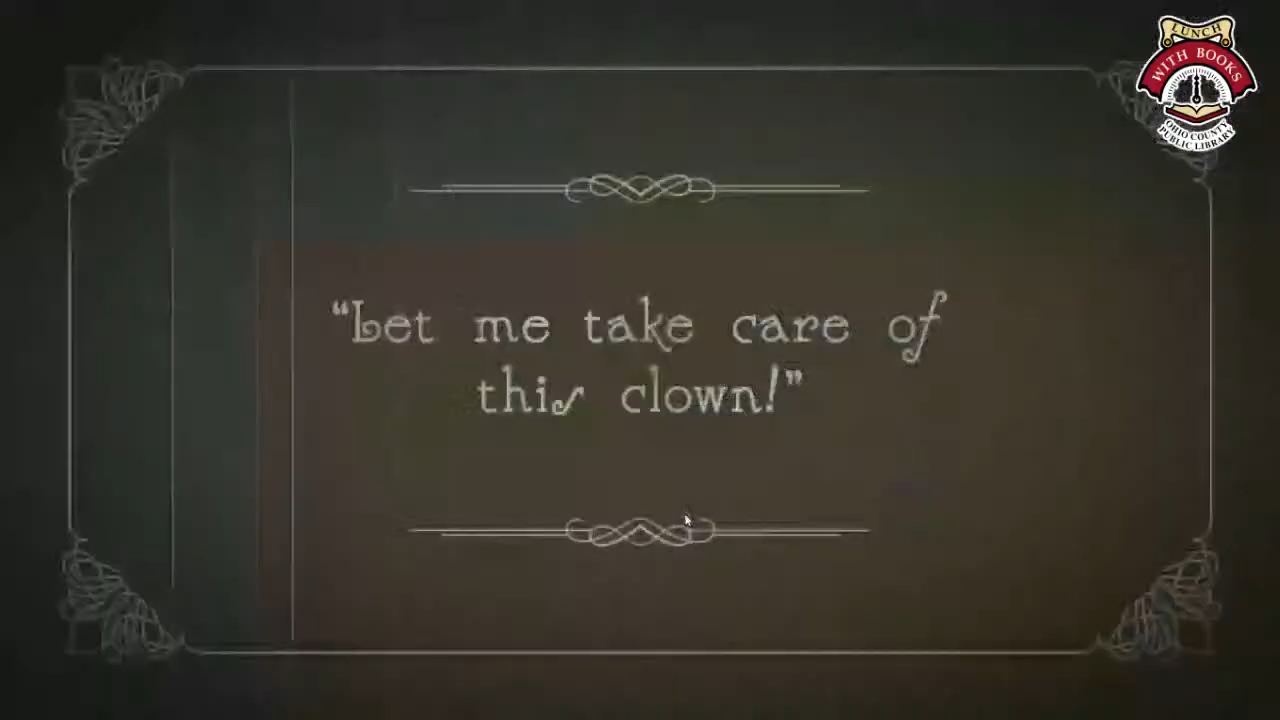 LUNCH
WITH BOOKS
OHIO COUNTY
PUBLIC LIBRARY
“Let me take care of
this clown!”